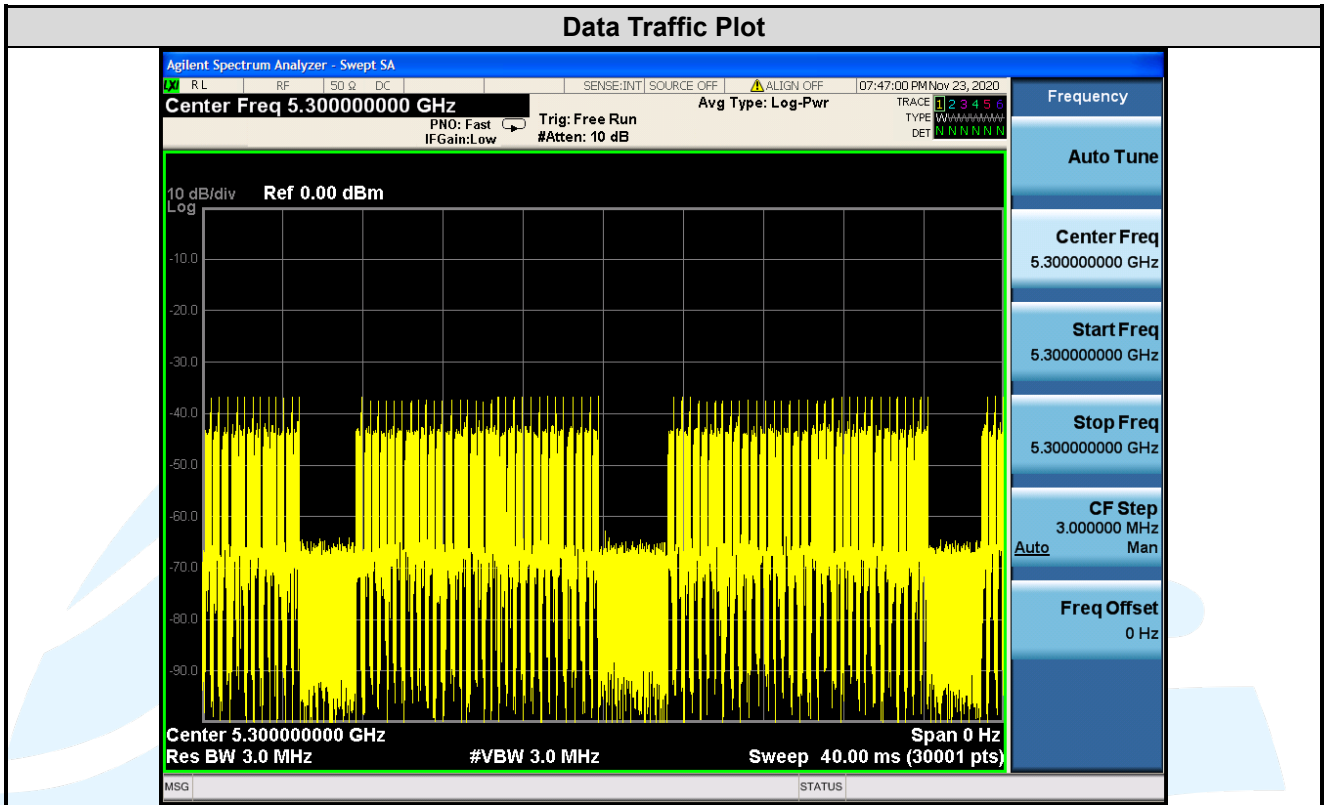 Data Traffic Plot
Agilent Spectrum Analyzer - Swept SA
LXI RL RF 50 Ω DC SENSE:INT SOURCE OFF ALIGN OFF 07:47:00 PM Nov 23, 2020
Center Freq 5.300000000 GHz
PNO: Fast
IFGain:Low
Trig: Free Run
#Atten: 10 dB
Avg Type: Log-Pwr
TRACE 1 2 3 4 5 6
TYPE WWWWWW
DET N N N N N N
10 dB/div Ref 0.00 dBm
Log
-10.0
-20.0
-30.0
-40.0
-50.0
-60.0
-70.0
-80.0
-90.0
Center 5.300000000 GHz Span 0 Hz
Res BW 3.0 MHz #VBW 3.0 MHz Sweep 40.00 ms (30001 pts)
MSG STATUS
Frequency
Auto Tune
Center Freq
5.300000000 GHz
Start Freq
5.300000000 GHz
Stop Freq
5.300000000 GHz
CF Step
3.000000 MHz
Auto Man
Freq Offset
0 Hz